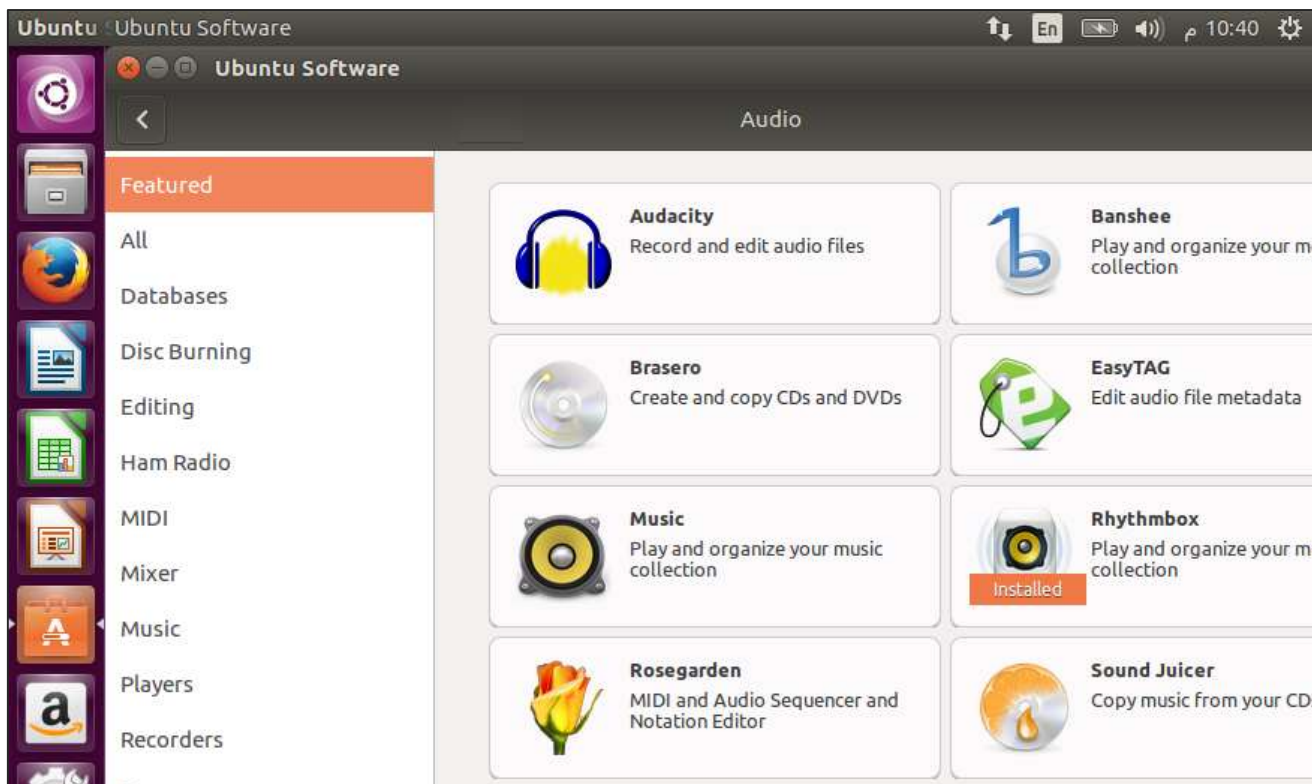 Ubuntu Ubuntu Software
En م 10:40
Ubuntu Software
Audio
Featured
All
Databases
Disc Burning
Editing
Ham Radio
MIDI
Mixer
Music
Players
Recorders
Audacity
Record and edit audio files
Banshee
Play and organize your m
collection
Brasero
Create and copy CDs and DVDs
EasyTAG
Edit audio file metadata
Music
Play and organize your music
collection
Rhythmbox
Play and organize your m
collection
Installed
Rosegarden
MIDI and Audio Sequencer and
Notation Editor
Sound Juicer
Copy music from your CD